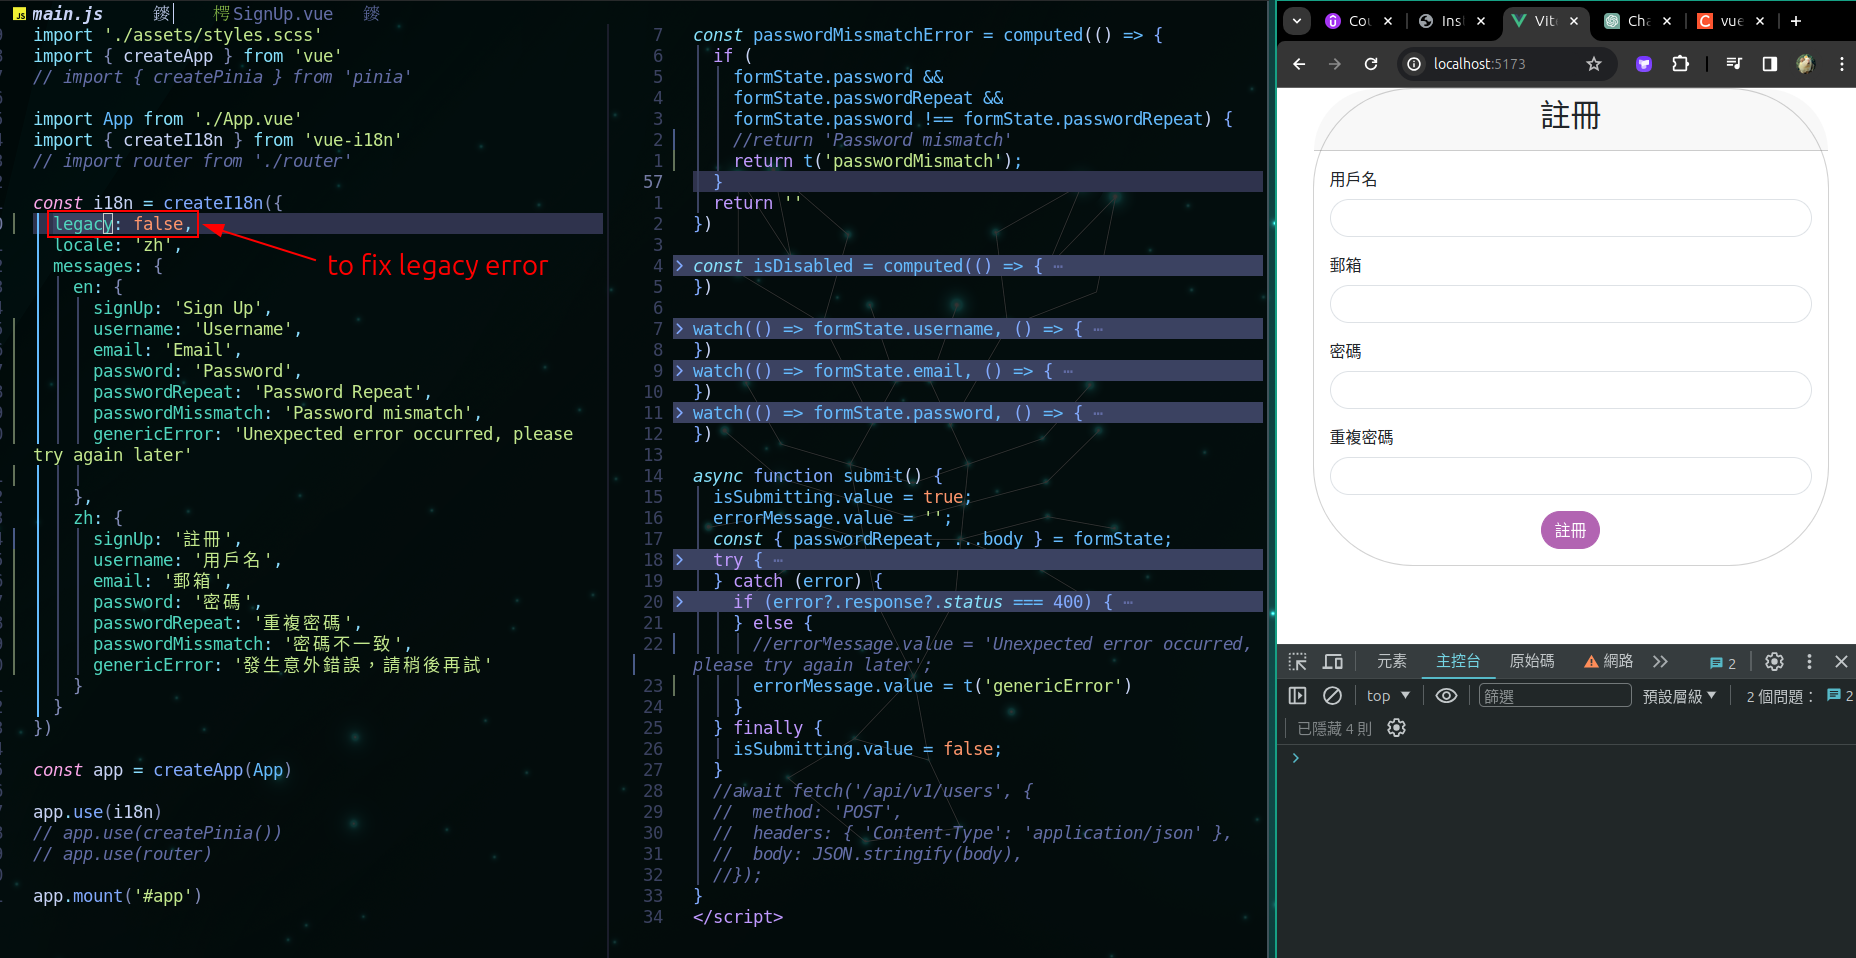 main.js
SignUp.vue
import './assets/styles.scss'
import { createApp } from 'vue'
// import { createPinia } from 'pinia'
import App from './App.vue'
import { createI18n } from 'vue-i18n'
// import router from './router'
const i18n = createI18n({
legacy: false,
to fix legacy error
locale: 'zh',
messages: {
en: {
signUp: 'Sign Up',
username: 'Username',
email: 'Email',
password: 'Password',
passwordRepeat: 'Password Repeat',
passwordMissmatch: 'Password mismatch',
genericError: 'Unexpected error occurred, please
try again later'
},
zh: {
signUp: '註冊',
username: '用戶名',
email: '郵箱',
password: '密碼',
passwordRepeat: '重複密碼',
passwordMismatch: '密碼不一致',
genericError: '發生意外錯誤，請稍後再試'
}
}
})
const app = createApp(App)
app.use(i18n)
// app.use(createPinia())
// app.use(router)
app.mount('#app')
7 const passwordMissmatchError = computed(() => {
6 if (
5 formState.password &&
4 formState.passwordRepeat &&
3 formState.password !== formState.passwordRepeat) {
2 //return 'Password mismatch'
1 return t('passwordMismatch');
57 }
1 return ''
2 })
3
4 > const isDisabled = computed(() => { ⋯
5 })
6
7 > watch(() => formState.username, () => { ⋯
8 })
9 > watch(() => formState.email, () => { ⋯
10 })
11 > watch(() => formState.password, () => { ⋯
12 })
13
14 async function submit() {
15 isSubmitting.value = true;
16 errorMessage.value = '';
17 const { passwordRepeat, ...body } = formState;
18 > try { ⋯
19 } catch (error) {
20 > if (error?.response?.status === 400) { ⋯
21 } else {
22 //errorMessage.value = 'Unexpected error occurred,
please try again later';
23 errorMessage.value = t('genericError')
24 }
25 } finally {
26 isSubmitting.value = false;
27 }
28 //await fetch('/api/v1/users', {
29 // method: 'POST',
30 // headers: { 'Content-Type': 'application/json' },
31 // body: JSON.stringify(body),
32 //});
33 }
34 </script>
Cou
Inst
Vite
Cha
vue
localhost:5173
註冊
用戶名
郵箱
密碼
重複密碼
註冊
元素 主控台 原始碼 網路 2
top 篩選 預設層級 2 個問題： 2
已隱藏 4 則